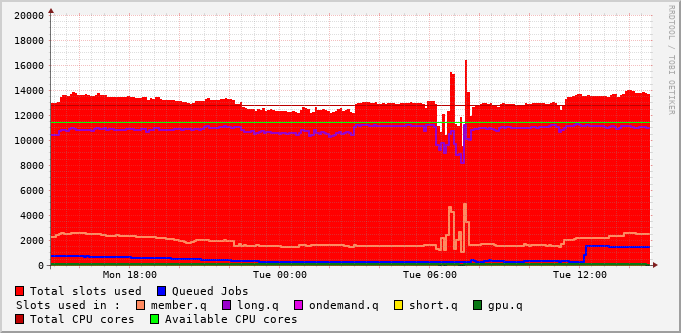 RRDTOOL / TOBI OETIKER
20000
18000
16000
14000
12000
10000
8000
6000
4000
2000
0
Mon 18:00 Tue 00:00 Tue 06:00 Tue 12:00
Total slots used Queued Jobs
Slots used in : member.q long.q ondemand.q short.q gpu.q
Total CPU cores Available CPU cores